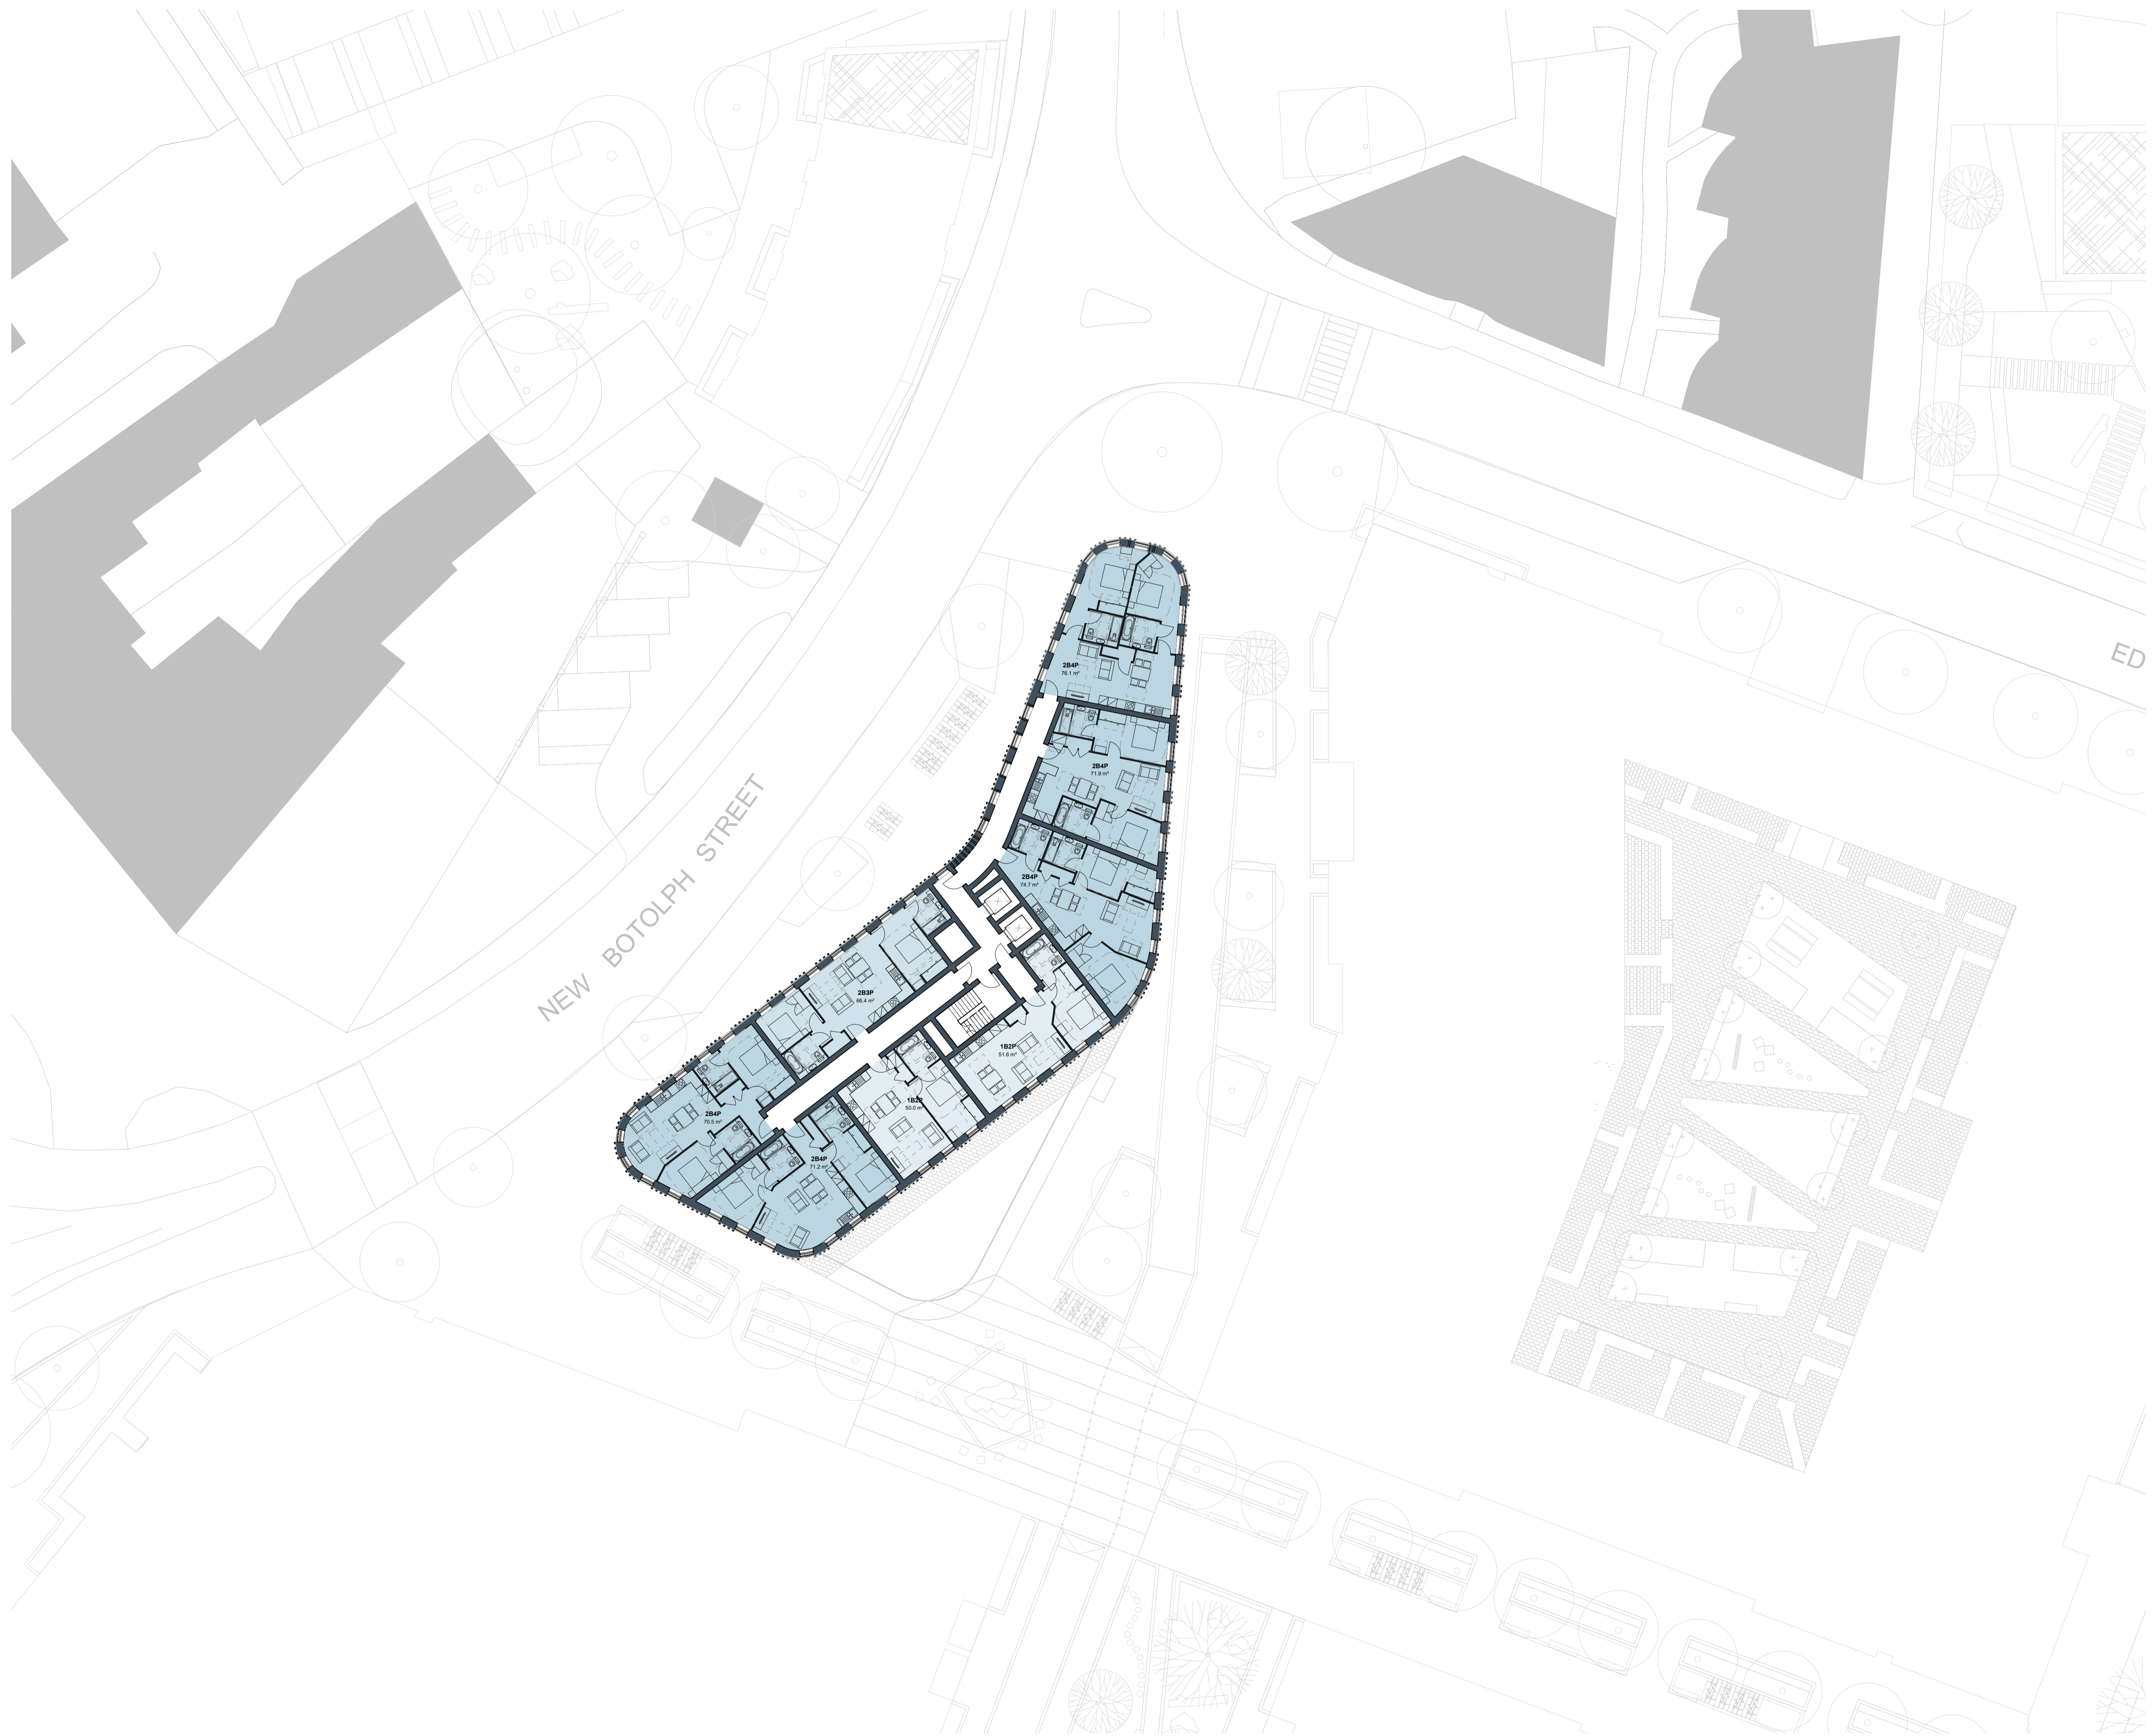 ED
2B4P
76.1 m²
2B4P
71.9 m²
NEW BOTOLPH STREET
2B4P
74.7 m²
2B3P
66.4 m²
1B2P
51.6 m²
1B2P
50.0 m²
2B4P
70.5 m²
2B4P
71.2 m²